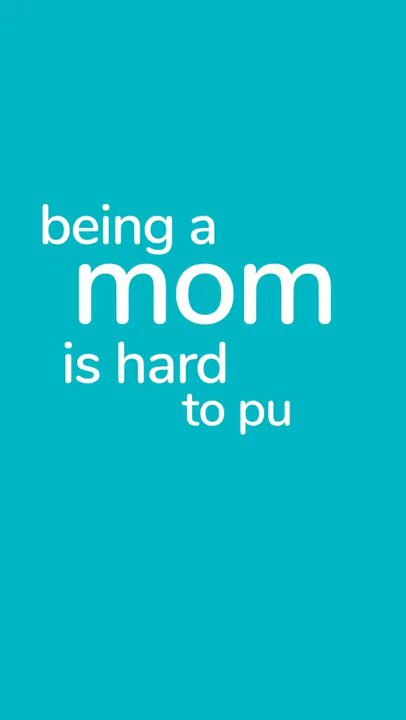 being a
mom
is hard
to pu